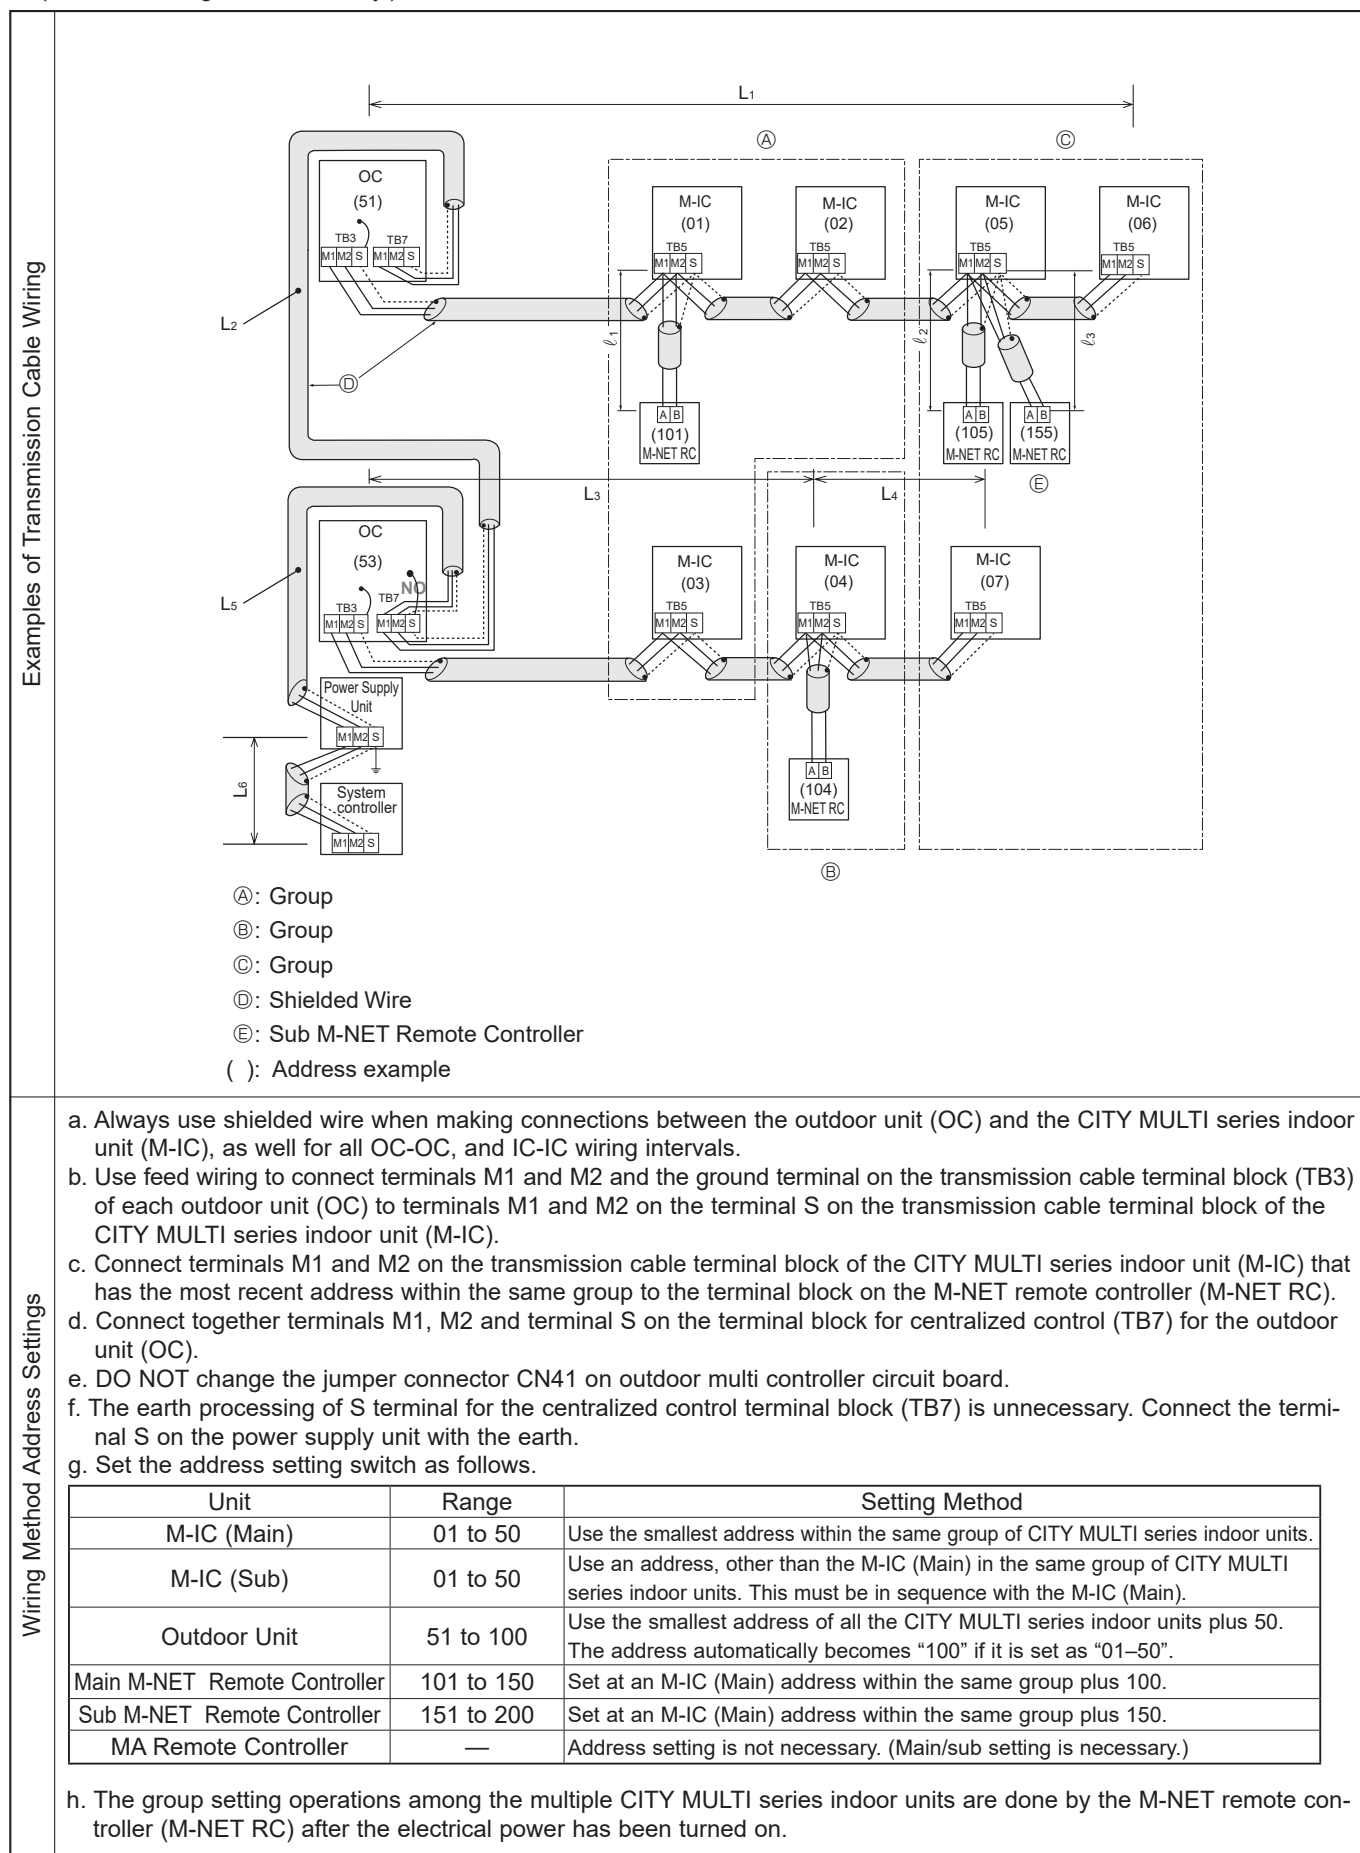 Examples of Transmission Cable Wiring
L1
Ⓐ
Ⓒ
OC
(51)
TB3
TB7
M1 M2 S
M1 M2 S
M-IC
(01)
TB5
M1 M2 S
M-IC
(02)
TB5
M1 M2 S
M-IC
(05)
TB5
M1 M2 S
M-IC
(06)
TB5
M1 M2 S
L2
ℓ1
ℓ2
ℓ3
Ⓓ
A B
(101)
M-NET RC
A B
(105)
M-NET RC
A B
(155)
M-NET RC
Ⓔ
L3
L4
OC
(53)
NO
TB3
TB7
M1 M2 S
M1 M2 S
M-IC
(03)
TB5
M1 M2 S
M-IC
(04)
TB5
M1 M2 S
M-IC
(07)
TB5
M1 M2 S
L5
Power Supply
Unit
M1 M2 S
L6
System
controller
M1 M2 S
A B
(104)
M-NET RC
Ⓑ
Ⓐ: Group
Ⓑ: Group
Ⓒ: Group
Ⓓ: Shielded Wire
Ⓔ: Sub M-NET Remote Controller
( ): Address example
Wiring Method Address Settings
a. Always use shielded wire when making connections between the outdoor unit (OC) and the CITY MULTI series indoor
unit (M-IC), as well for all OC-OC, and IC-IC wiring intervals.
b. Use feed wiring to connect terminals M1 and M2 and the ground terminal on the transmission cable terminal block (TB3)
of each outdoor unit (OC) to terminals M1 and M2 on the terminal S on the transmission cable terminal block of the
CITY MULTI series indoor unit (M-IC).
c. Connect terminals M1 and M2 on the transmission cable terminal block of the CITY MULTI series indoor unit (M-IC) that
has the most recent address within the same group to the terminal block on the M-NET remote controller (M-NET RC).
d. Connect together terminals M1, M2 and terminal S on the terminal block for centralized control (TB7) for the outdoor
unit (OC).
e. DO NOT change the jumper connector CN41 on outdoor multi controller circuit board.
f. The earth processing of S terminal for the centralized control terminal block (TB7) is unnecessary. Connect the termi-
nal S on the power supply unit with the earth.
g. Set the address setting switch as follows.
Unit Range Setting Method
M-IC (Main) 01 to 50 Use the smallest address within the same group of CITY MULTI series indoor units.
M-IC (Sub) 01 to 50 Use an address, other than the M-IC (Main) in the same group of CITY MULTI
series indoor units. This must be in sequence with the M-IC (Main).
Outdoor Unit 51 to 100 Use the smallest address of all the CITY MULTI series indoor units plus 50.
The address automatically becomes “100” if it is set as “01–50”.
Main M-NET Remote Controller 101 to 150 Set at an M-IC (Main) address within the same group plus 100.
Sub M-NET Remote Controller 151 to 200 Set at an M-IC (Main) address within the same group plus 150.
MA Remote Controller — Address setting is not necessary. (Main/sub setting is necessary.)
h. The group setting operations among the multiple CITY MULTI series indoor units are done by the M-NET remote con-
troller (M-NET RC) after the electrical power has been turned on.